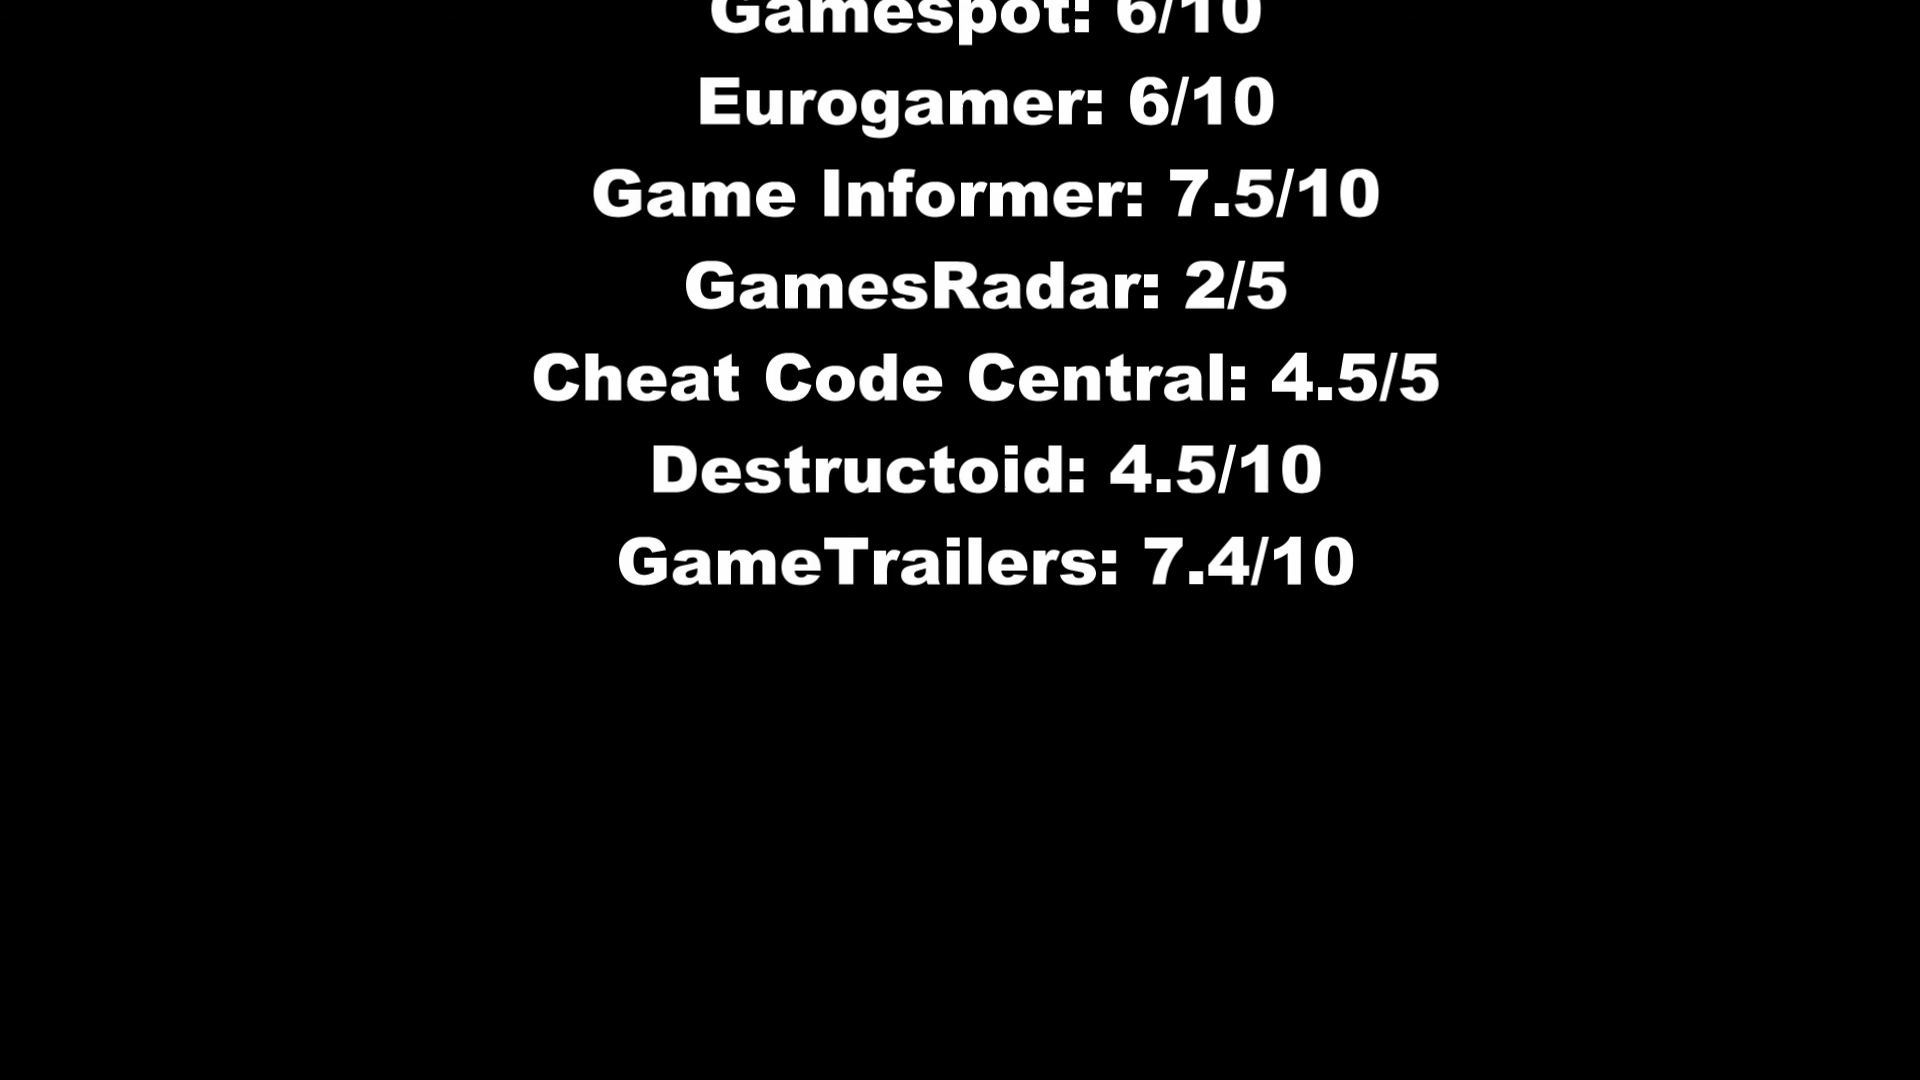 Gamespot: 6/10
Eurogamer: 6/10
Game Informer: 7.5/10
GamesRadar: 2/5
Cheat Code Central: 4.5/5
Destructoid: 4.5/10
GameTrailers: 7.4/10